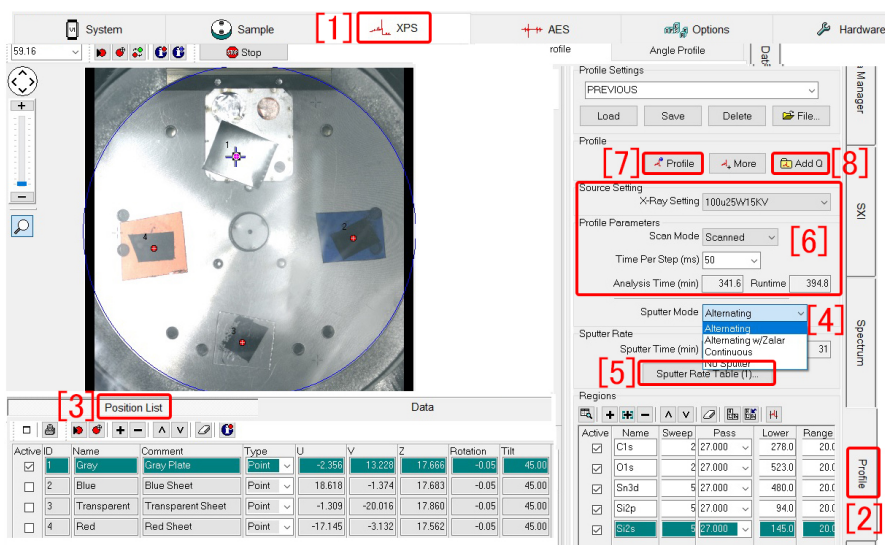 System
Sample
[1]
XPS
AES
Options
Hardware
59.16
Stop
rofile
Angle Profile
Profile Settings
PREVIOUS
Load
Save
Delete
File...
Profile
[7]
Profile
More
Add Q
[8]
Source Setting
X-Ray Setting
100u25W15KV
Profile Parameters
Scan Mode
Scanned
[6]
Time Per Step (ms)
50
Analysis Time (min)
341.6
Runtime
394.8
Sputter Mode
Alternating
[4]
Alternating
Alternating w/Zalar
Continuous
No Sputter
Sputter Rate
Sputter Time (min)
31
[5]
Sputter Rate Table (1)...
Regions
Active Name Sweep Pass Lower Range
C1s 2 27.000 278.0 20.0
O1s 2 27.000 523.0 20.0
Sn3d 5 27.000 480.0 20.0
Si2p 5 27.000 94.0 20.0
Si2s 5 27.000 145.0 20.0
a Manager
SXI
Spectrum
Profile
[2]
1
2
3
4
[3]
Position List
Data
Active ID Name Comment Type U V Z Rotation Tilt
1 Gray Gray Plate Point -2.356 13.228 17.666 -0.05 45.00
2 Blue Blue Sheet Point 18.618 -1.374 17.683 -0.05 45.00
3 Transparent Transparent Sheet Point -1.309 -20.016 17.860 -0.05 45.00
4 Red Red Sheet Point -17.145 -3.132 17.562 -0.05 45.00